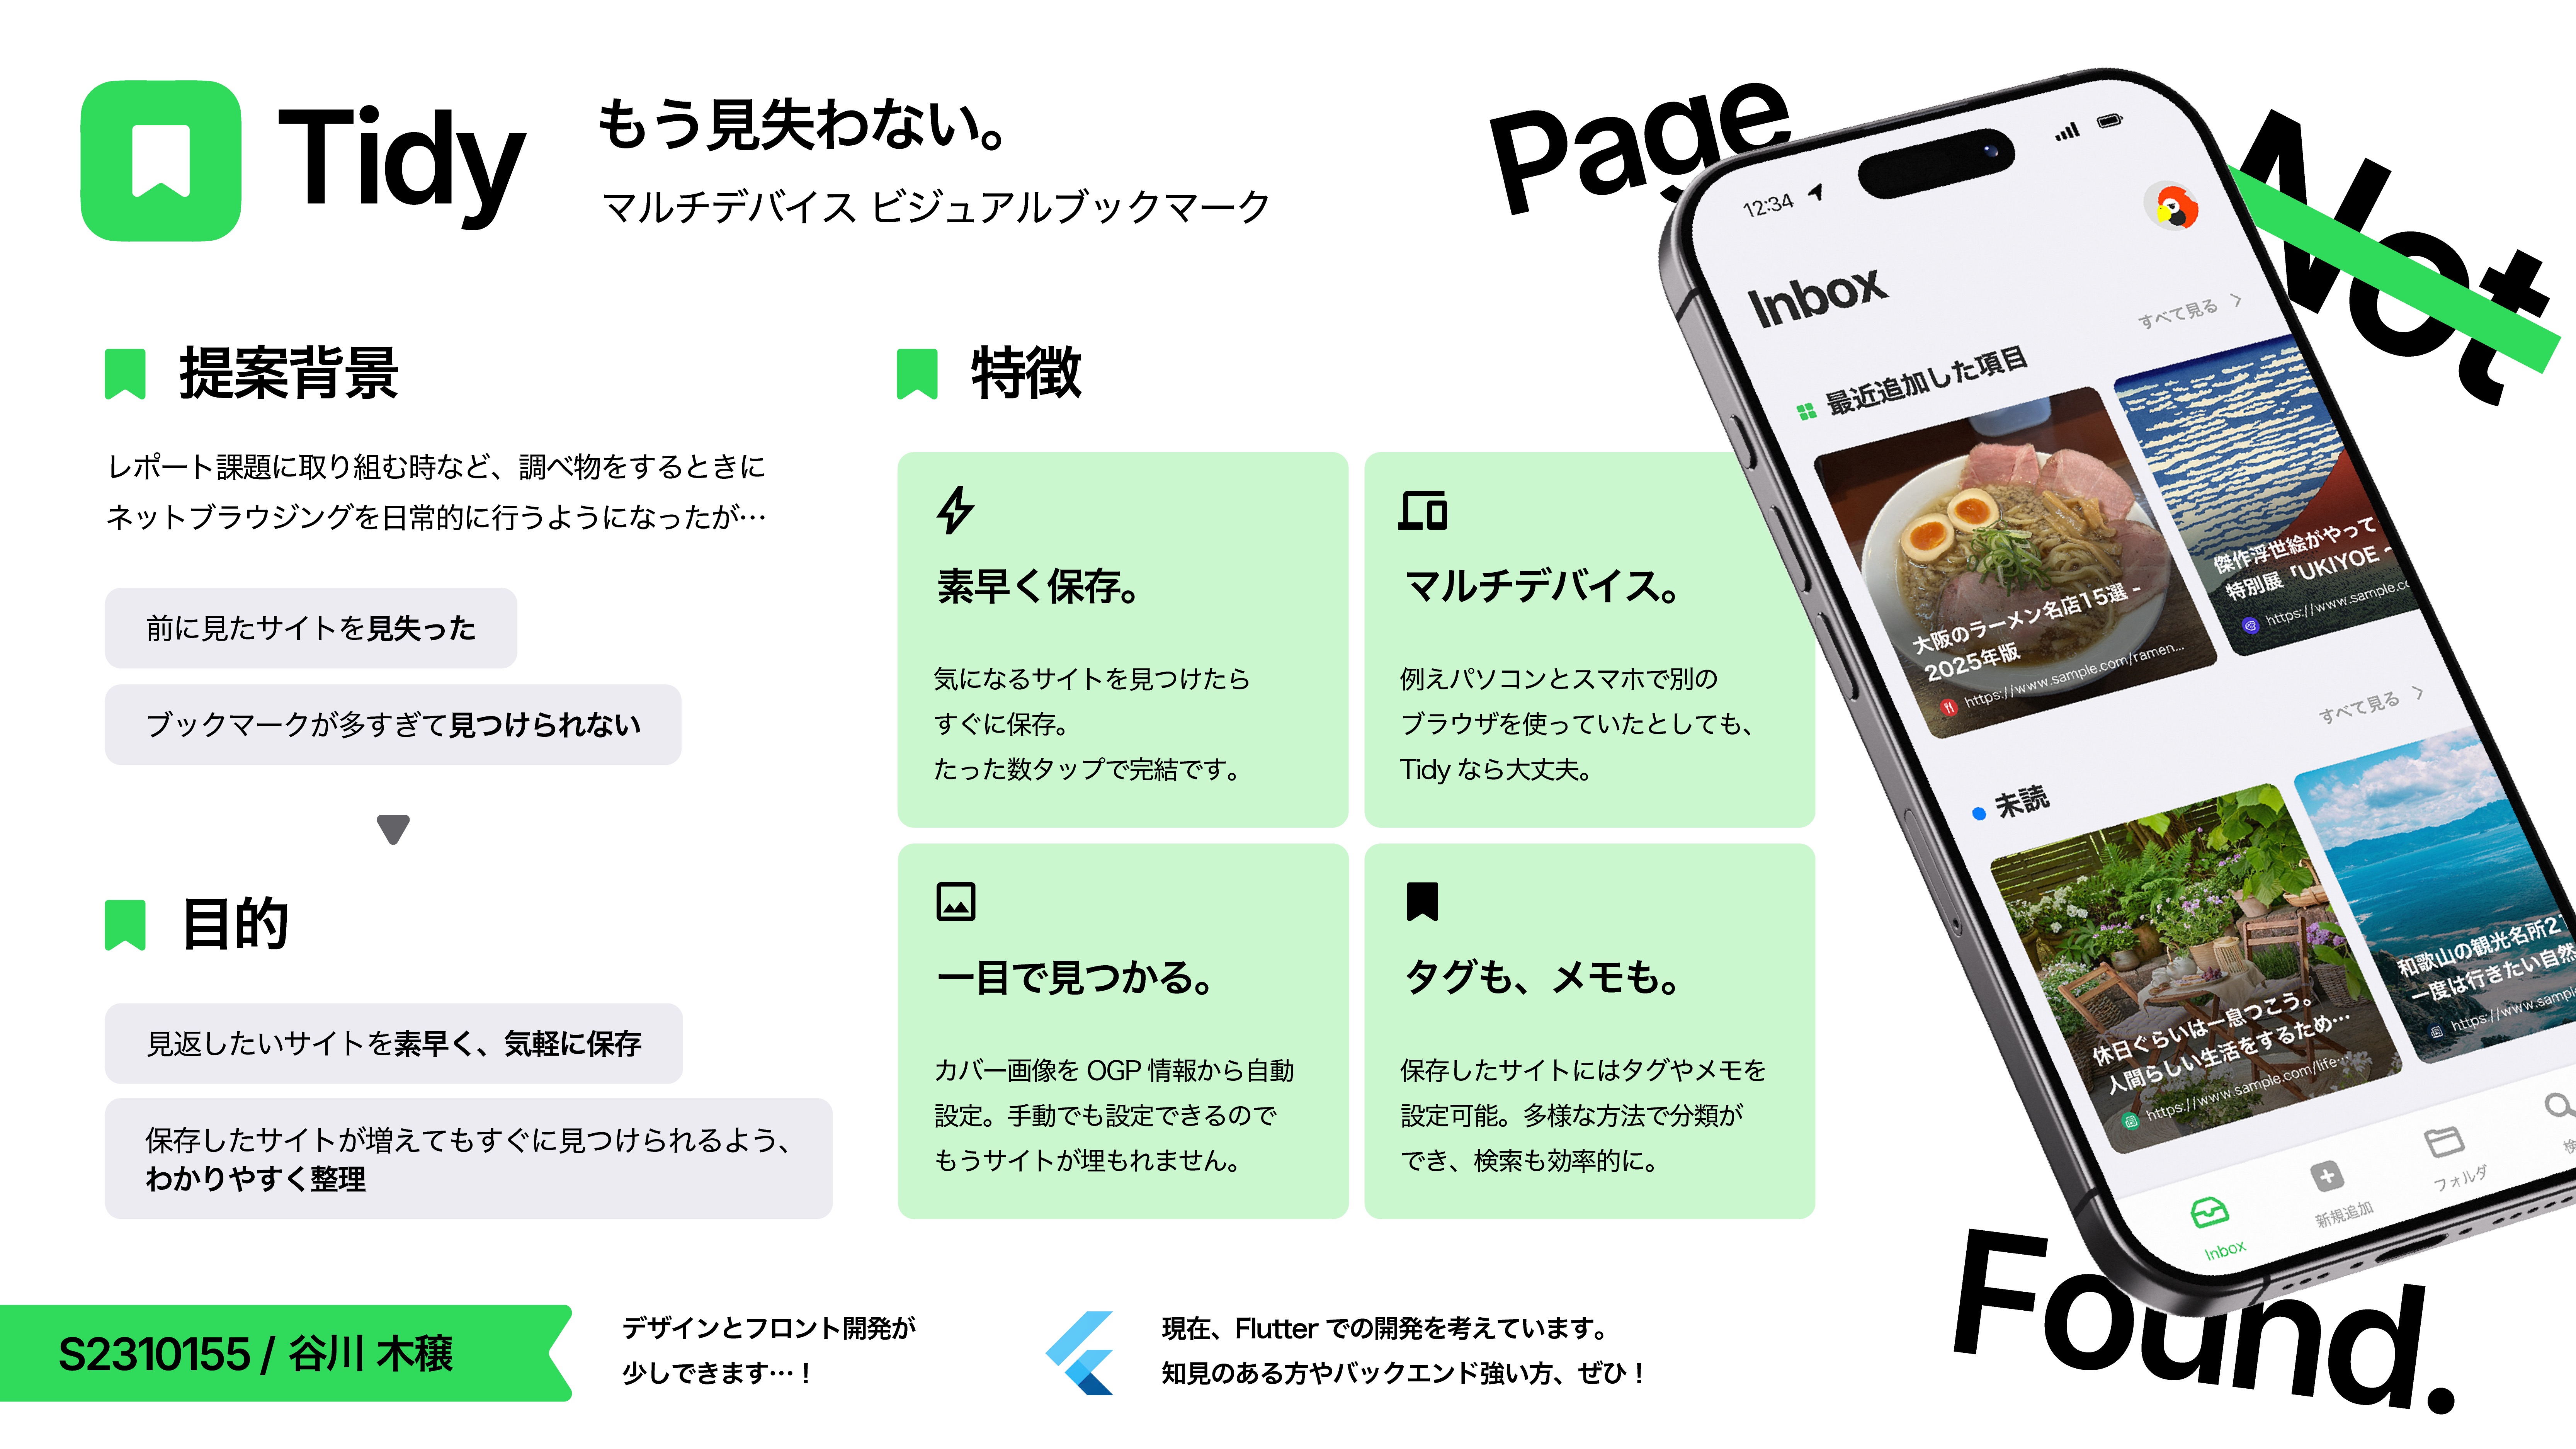 Tidy
もう見失わない。
マルチデバイス ビジュアルブックマーク
提案背景
レポート課題に取り組む時など、調べ物をするときに
ネットブラウジングを日常的に行うようになったが…
前に見たサイトを見失った
ブックマークが多すぎて見つけられない
目的
見返したいサイトを素早く、気軽に保存
保存したサイトが増えてもすぐに見つけられるよう、
わかりやすく整理
特徴
素早く保存。
気になるサイトを見つけたら
すぐに保存。
たった数タップで完結です。
マルチデバイス。
例えパソコンとスマホで別の
ブラウザを使っていたとしても、
Tidy なら大丈夫。
一目で見つかる。
カバー画像を OGP 情報から自動
設定。手動でも設定できるので
もうサイトが埋もれません。
タグも、メモも。
保存したサイトにはタグやメモを
設定可能。多様な方法で分類が
でき、検索も効率的に。
Page
Not
Found.
12:34
Inbox
すべて見る
最近追加した項目
大阪のラーメン名店15選 -
2025年版
https://www.sample.com/ramen...
傑作浮世絵がやって
特別展「UKIYOE -
https://www.sample.co
すべて見る
未読
休日ぐらいは一息つこう。
人間らしい生活をするため…
https://www.sample.com/life…
和歌山の観光名所2
一度は行きたい自然
https://www.sampl
Inbox
新規追加
フォルダ
検
S2310155 / 谷川 木穣
デザインとフロント開発が
少しできます…！
現在、Flutter での開発を考えています。
知見のある方やバックエンド強い方、ぜひ！